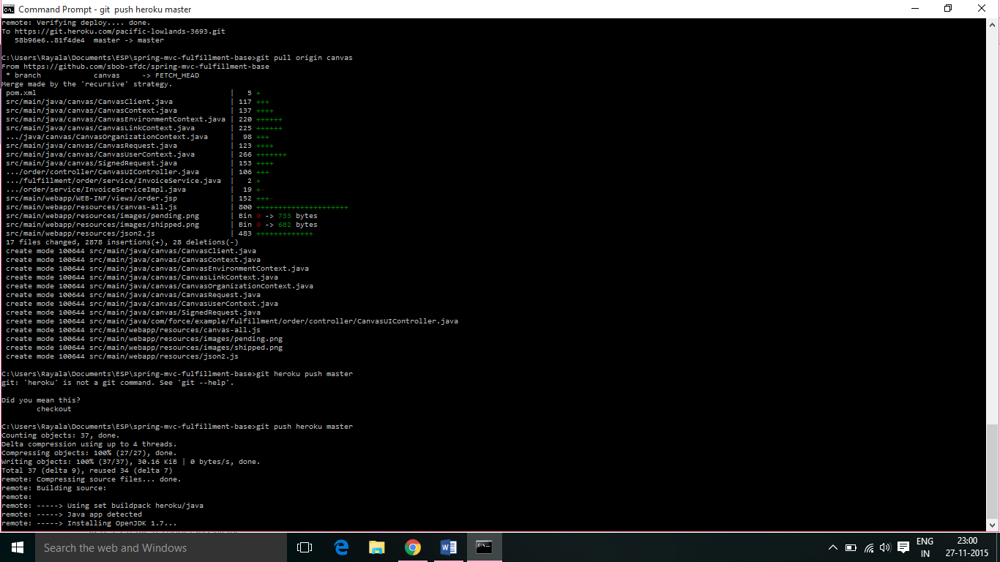 Command Prompt - git  push heroku master
remote: Verifying deploy.... done.
To https://git.heroku.com/pacific-lowlands-3693.git
   58b96e6..81f4de4  master -> master
C:\Users\Rayala\Documents\ESP\spring-mvc-fulfillment-base>git pull origin canvas
From https://github.com/sbob-sfdc/spring-mvc-fulfillment-base
 * branch            canvas     -> FETCH_HEAD
Merge made by the 'recursive' strategy.
 pom.xml                                            |   5 +
 src/main/java/canvas/CanvasClient.java             | 117 +++
 src/main/java/canvas/CanvasContext.java            | 137 ++++
 src/main/java/canvas/CanvasEnvironmentContext.java | 220 ++++++
 src/main/java/canvas/CanvasLinkContext.java        | 225 ++++++
 .../java/canvas/CanvasOrganizationContext.java     |  98 +++
 src/main/java/canvas/CanvasRequest.java            | 123 ++++
 src/main/java/canvas/CanvasUserContext.java        | 266 +++++++
 src/main/java/canvas/SignedRequest.java            | 153 ++++
 .../order/controller/CanvasUIController.java       | 106 +++
 .../fulfillment/order/service/InvoiceService.java  |   2 +
 .../order/service/InvoiceServiceImpl.java          |  19 +-
 src/main/webapp/WEB-INF/views/order.jsp            | 152 +++-
 src/main/webapp/resources/canvas-all.js            | 800 +++++++++++++++++++++
 src/main/webapp/resources/images/pending.png       | Bin 0 -> 733 bytes
 src/main/webapp/resources/images/shipped.png       | Bin 0 -> 682 bytes
 src/main/webapp/resources/json2.js                 | 483 +++++++++++++
 17 files changed, 2878 insertions(+), 28 deletions(-)
 create mode 100644 src/main/java/canvas/CanvasClient.java
 create mode 100644 src/main/java/canvas/CanvasContext.java
 create mode 100644 src/main/java/canvas/CanvasEnvironmentContext.java
 create mode 100644 src/main/java/canvas/CanvasLinkContext.java
 create mode 100644 src/main/java/canvas/CanvasOrganizationContext.java
 create mode 100644 src/main/java/canvas/CanvasRequest.java
 create mode 100644 src/main/java/canvas/CanvasUserContext.java
 create mode 100644 src/main/java/canvas/SignedRequest.java
 create mode 100644 src/main/java/com/force/example/fulfillment/order/controller/CanvasUIController.java
 create mode 100644 src/main/webapp/resources/canvas-all.js
 create mode 100644 src/main/webapp/resources/images/pending.png
 create mode 100644 src/main/webapp/resources/images/shipped.png
 create mode 100644 src/main/webapp/resources/json2.js
C:\Users\Rayala\Documents\ESP\spring-mvc-fulfillment-base>git heroku push master
git: 'heroku' is not a git command. See 'git --help'.
Did you mean this?
        checkout
C:\Users\Rayala\Documents\ESP\spring-mvc-fulfillment-base>git push heroku master
Counting objects: 37, done.
Delta compression using up to 4 threads.
Compressing objects: 100% (27/27), done.
Writing objects: 100% (37/37), 30.16 KiB | 0 bytes/s, done.
Total 37 (delta 9), reused 34 (delta 7)
remote: Compressing source files... done.
remote: Building source:
remote:
remote: -----> Using set buildpack heroku/java
remote: -----> Java app detected
remote: -----> Installing OpenJDK 1.7...
Search the web and Windows
ENG
IN
23:00
27-11-2015